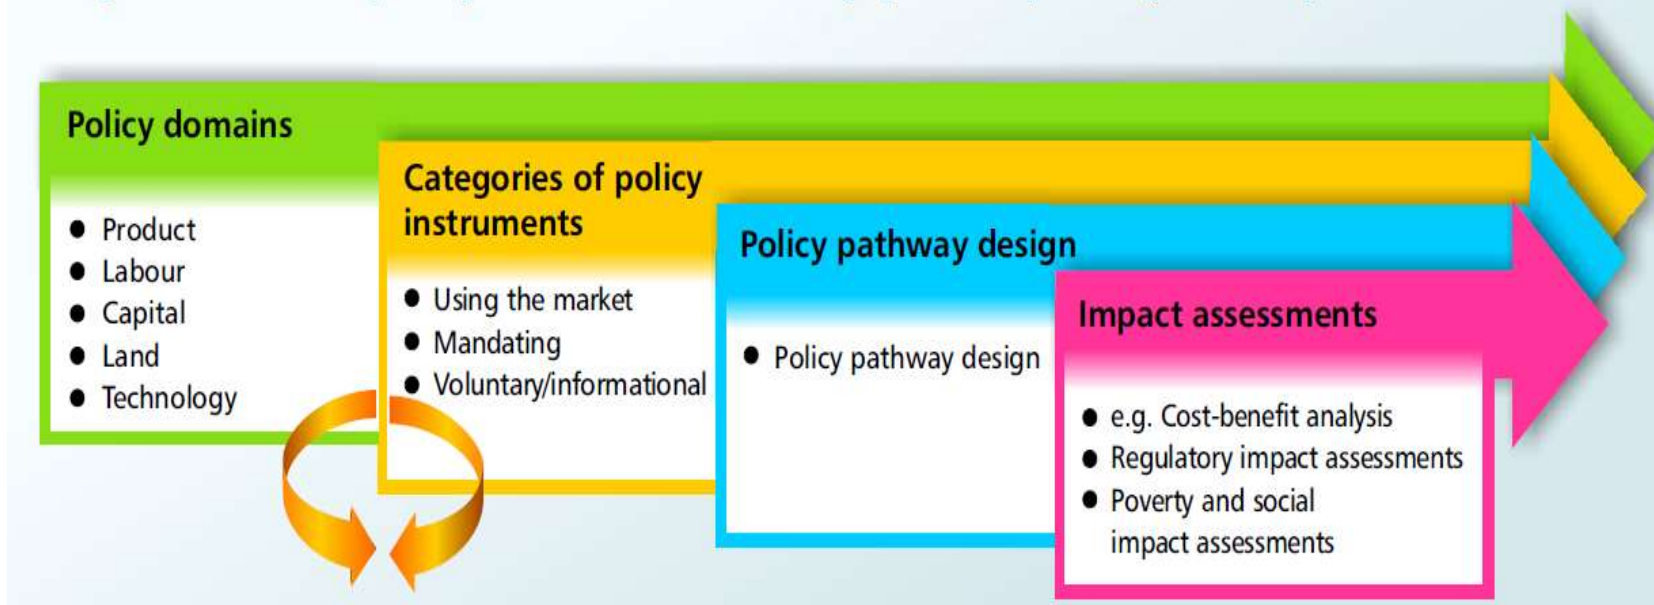 Policy domains
● Product
● Labour
● Capital
● Land
● Technology
Categories of policy
instruments
● Using the market
● Mandating
● Voluntary/informational
Policy pathway design
● Policy pathway design
Impact assessments
● e.g. Cost-benefit analysis
● Regulatory impact assessments
● Poverty and social
impact assessments